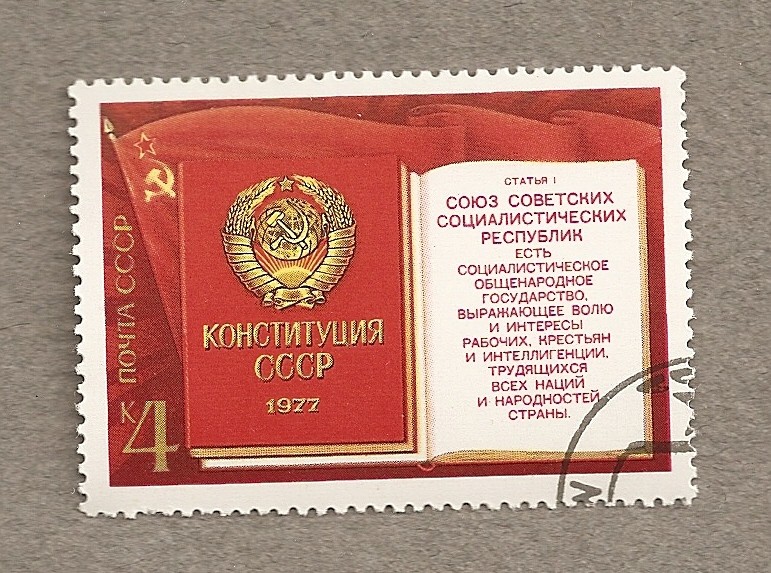 ПОЧТА СССР
К4
КОНСТИТУЦИЯ
СССР
1977
СТАТЬЯ I
СОЮЗ СОВЕТСКИХ
СОЦИАЛИСТИЧЕСКИХ
РЕСПУБЛИК
ЕСТЬ
СОЦИАЛИСТИЧЕСКОЕ
ОБЩЕНАРОДНОЕ
ГОСУДАРСТВО,
ВЫРАЖАЮЩЕЕ ВОЛЮ
И ИНТЕРЕСЫ
РАБОЧИХ, КРЕСТЬЯН
И ИНТЕЛЛИГЕНЦИИ,
ТРУДЯЩИХСЯ
ВСЕХ НАЦИЙ
И НАРОДНОСТЕЙ
СТРАНЫ.